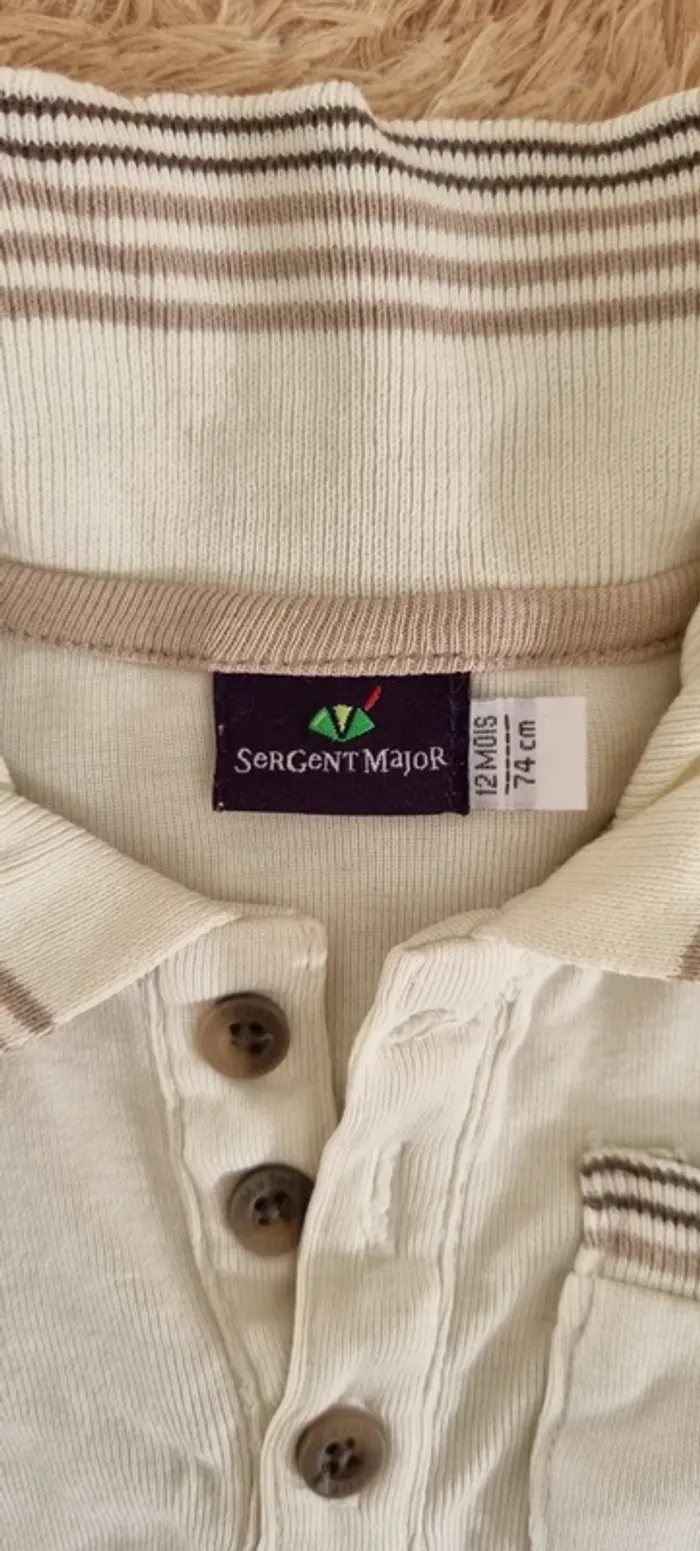 SerGeNT MajoR
12 MOIS
74 cm